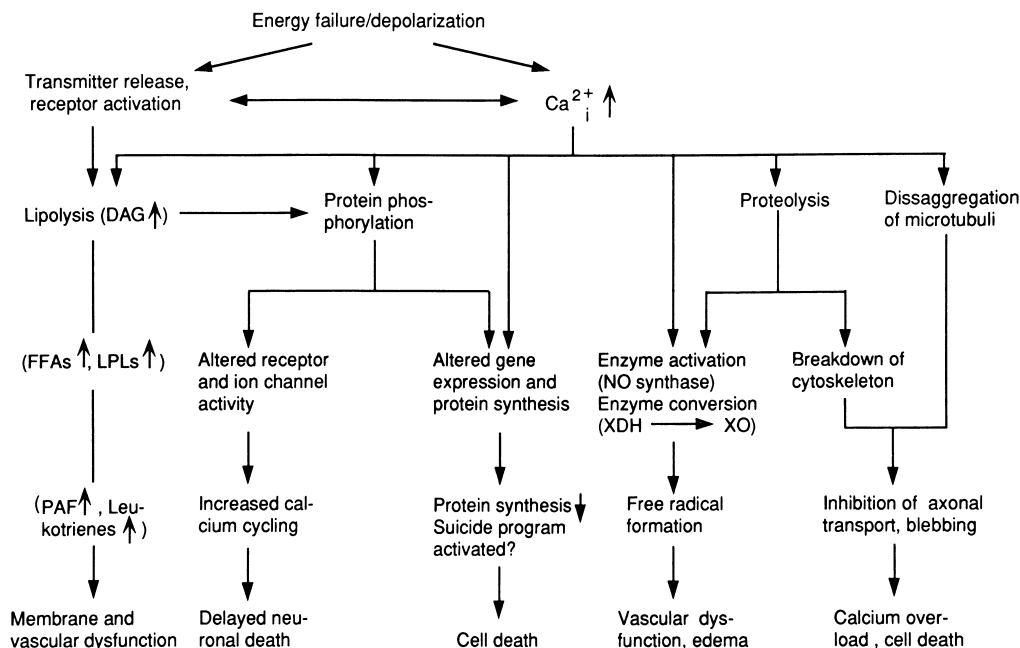 Energy failure/depolarization
Transmitter release,
receptor activation
Ca2+i ↑
Lipolysis (DAG↑)
Protein phos-
phorylation
Proteolysis
Dissaggregation
of microtubuli
(FFAs ↑, LPLs ↑)
Altered receptor
and ion channel
activity
Altered gene
expression and
protein synthesis
Enzyme activation
(NO synthase)
Enzyme conversion
(XDH → XO)
Breakdown of
cytoskeleton
(PAF↑, Leu-
kotrienes ↑)
Increased cal-
cium cycling
Protein synthesis ↓
Suicide program
activated?
Free radical
formation
Inhibition of axonal
transport, blebbing
Membrane and
vascular dysfunction
Delayed neu-
ronal death
Cell death
Vascular dys-
function, edema
Calcium over-
load , cell death